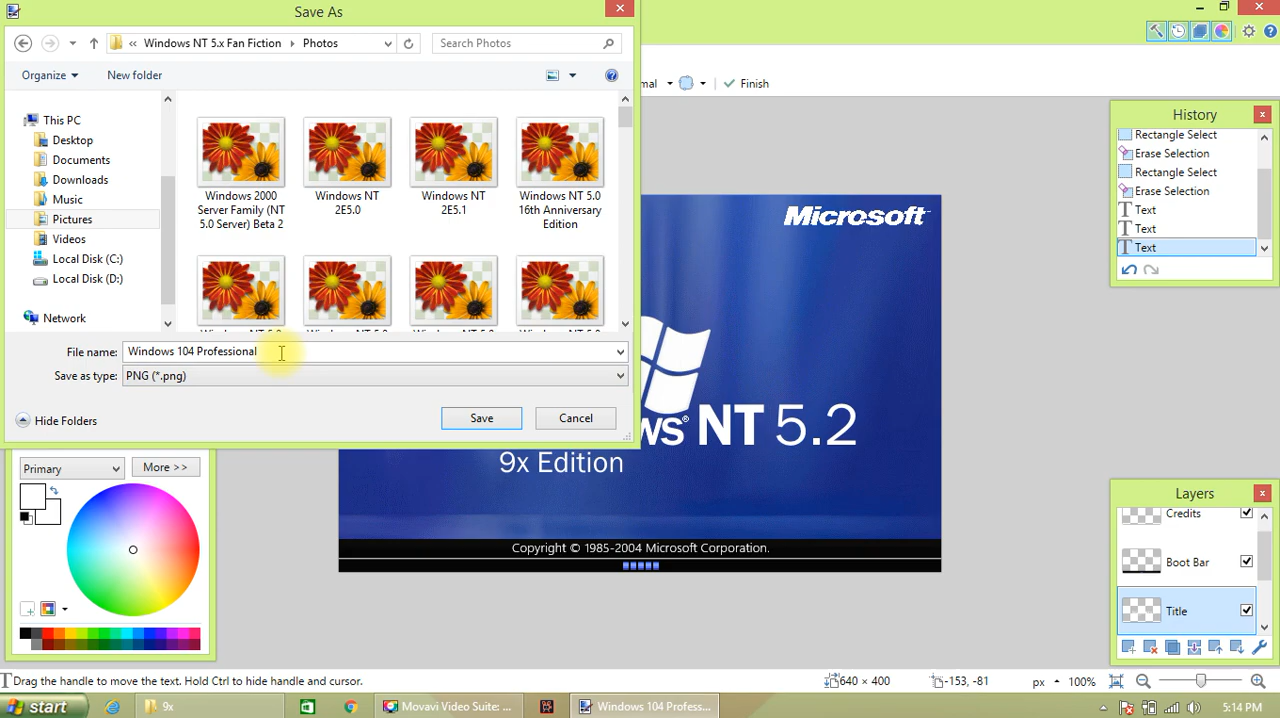 Save As
Windows NT 5.x Fan Fiction
Photos
Search Photos
Organize
New folder
This PC
Desktop
Documents
Downloads
Music
Pictures
Videos
Local Disk (C:)
Local Disk (D:)
Network
Windows 2000
Server Family (NT
5.0 Server) Beta 2
Windows NT
2E5.0
Windows NT
2E5.1
Windows NT 5.0
16th Anniversary
Edition
File name: Windows 104 Professional
Save as type: PNG (*.png)
Hide Folders
Save
Cancel
Finish
History
Rectangle Select
Erase Selection
Rectangle Select
Erase Selection
Text
Text
Text
Microsoft
NT 5.2
9x Edition
Copyright © 1985-2004 Microsoft Corporation.
Primary
More >>
Layers
Credits
Boot Bar
Title
Drag the handle to move the text. Hold Ctrl to hide handle and cursor.
640 × 400
-153, -81
px
100%
start
9x
Movavi Video Suite: ...
Windows 104 Profess...
5:14 PM